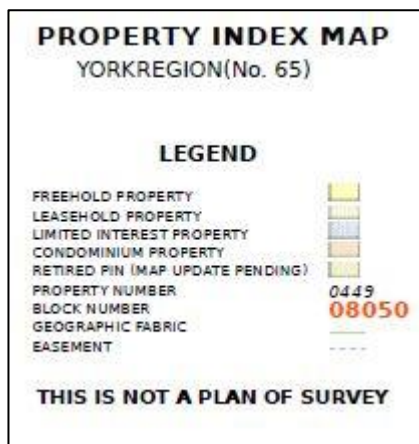 PROPERTY INDEX MAP
YORKREGION(No. 65)
LEGEND
FREEHOLD PROPERTY
LEASEHOLD PROPERTY
LIMITED INTEREST PROPERTY
CONDOMINIUM PROPERTY
RETIRED PIN (MAP UPDATE PENDING)
PROPERTY NUMBER 0449
BLOCK NUMBER 08050
GEOGRAPHIC FABRIC
EASEMENT
THIS IS NOT A PLAN OF SURVEY